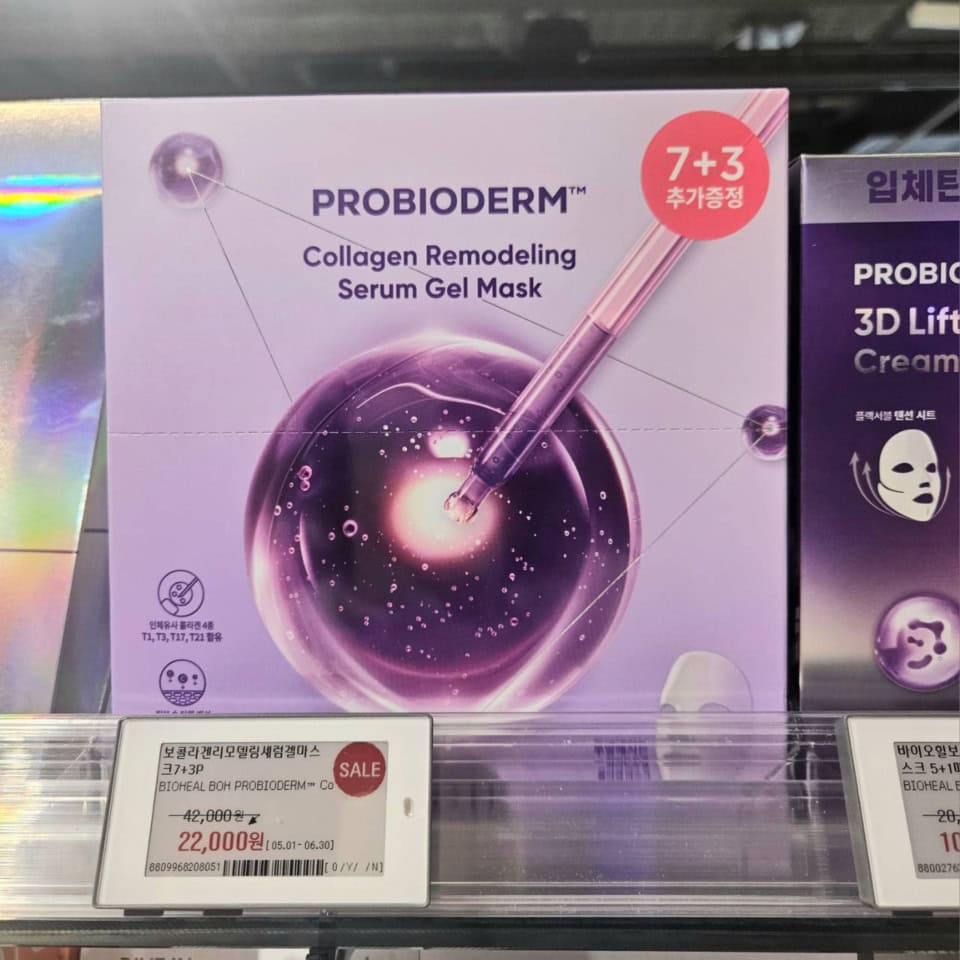 PROBIODERM™
Collagen Remodeling
Serum Gel Mask
7+3
추가증정
인체유사 콜라겐 4종
T1, T3, T17, T21 함유
입체탄
PROBIO
3D Lift
Cream
플렉서블 텐션 시트
보콜라겐리모델링세럼겔마스
크7+3P
BIOHEAL BOH PROBIODERM™ Co
SALE
42,000원
22,000원 [05.01-06.30]
8809968208051 [ 0 /Y/ /N]
바이오힐보
스크 5+1매
BIOHEAL B
20,
10
8800276